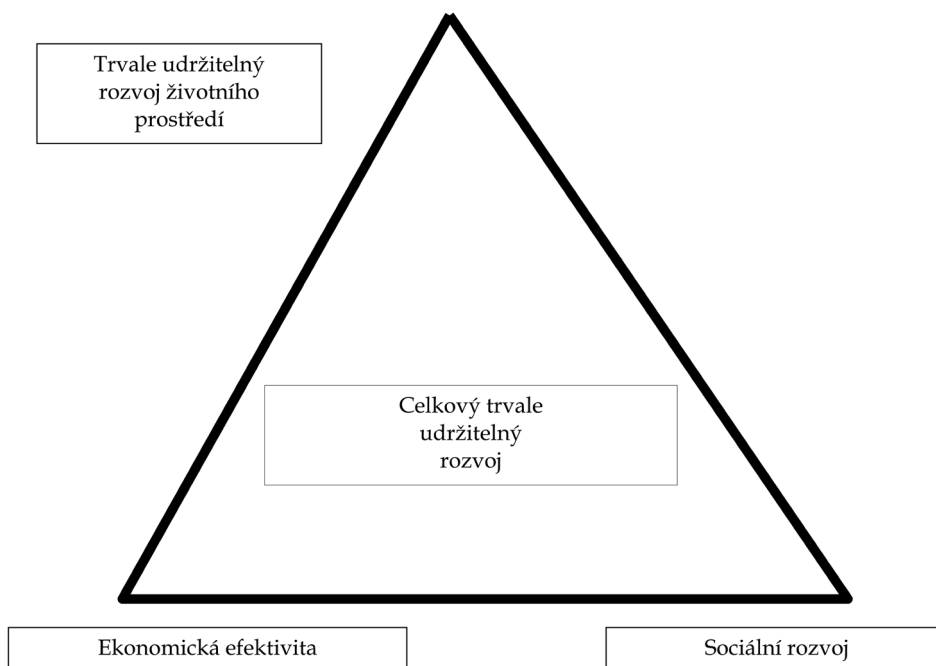 Trvale udržitelný
rozvoj životního
prostředí
Celkový trvale
udržitelný
rozvoj
Ekonomická efektivita
Sociální rozvoj